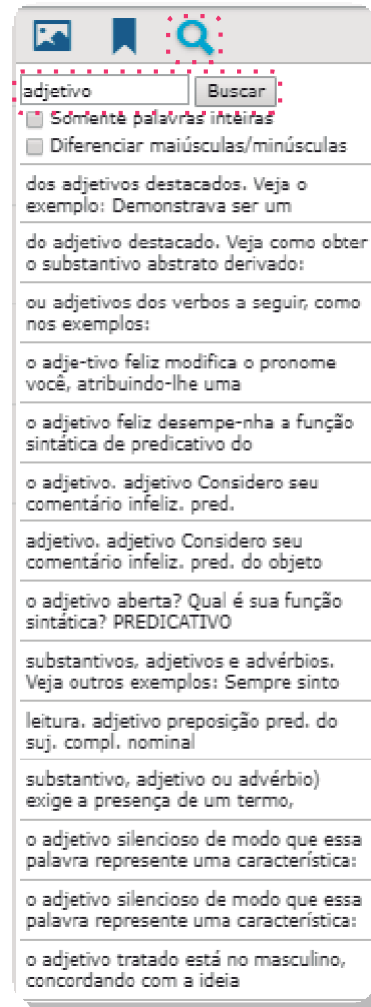 adjetivo
Buscar
Somente palavras inteiras
Diferenciar maiúsculas/minúsculas
dos adjetivos destacados. Veja o
exemplo: Demonstrava ser um
do adjetivo destacado. Veja como obter
o substantivo abstrato derivado:
ou adjetivos dos verbos a seguir, como
nos exemplos:
o adje-tivo feliz modifica o pronome
você, atribuindo-lhe uma
o adjetivo feliz desempe-nha a função
sintática de predicativo do
o adjetivo. adjetivo Considero seu
comentário infeliz. pred.
adjetivo. adjetivo Considero seu
comentário infeliz. pred. do objeto
o adjetivo aberta? Qual é sua função
sintática? PREDICATIVO
substantivos, adjetivos e advérbios.
Veja outros exemplos: Sempre sinto
leitura. adjetivo preposição pred. do
suj. compl. nominal
substantivo, adjetivo ou advérbio)
exige a presença de um termo,
o adjetivo silencioso de modo que essa
palavra represente uma característica:
o adjetivo silencioso de modo que essa
palavra represente uma característica:
o adjetivo tratado está no masculino,
concordando com a ideia